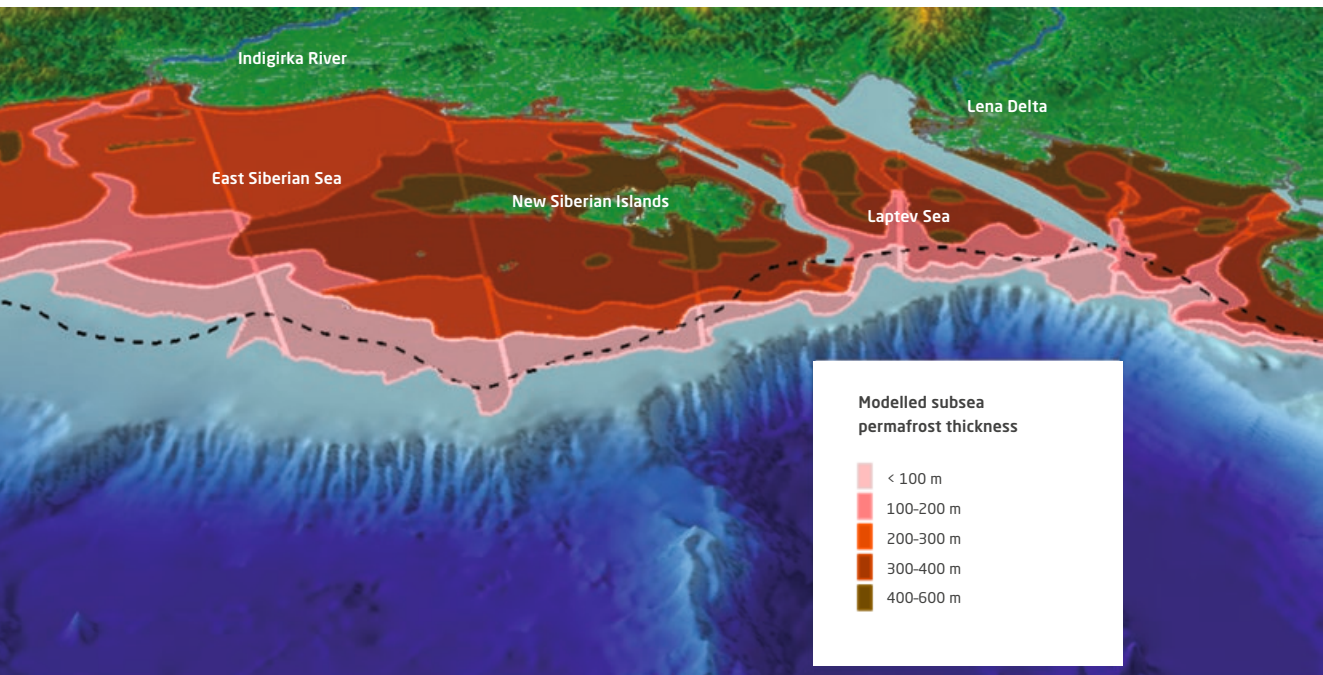 Indigirka River
Lena Delta
East Siberian Sea
New Siberian Islands
Laptev Sea
Modelled subsea
permafrost thickness
< 100 m
100-200 m
200-300 m
300-400 m
400-600 m